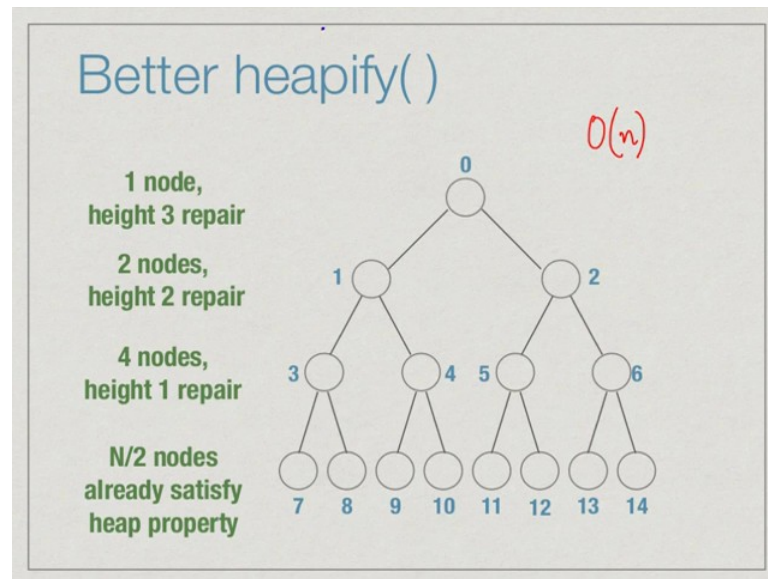 Better heapify( )
O(n)
0
1 node,
height 3 repair
2 nodes,
height 2 repair
1
2
4 nodes,
height 1 repair
3
4
5
6
N/2 nodes
already satisfy
heap property
7 8 9 10 11 12 13 14